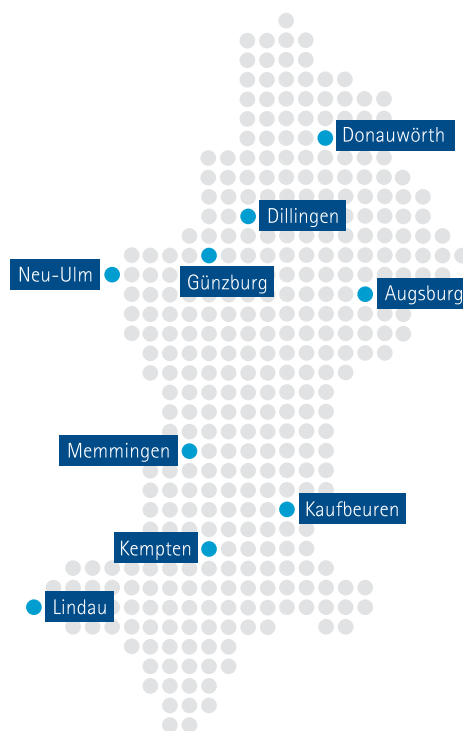 Donauwörth
Dillingen
Neu-Ulm
Günzburg
Augsburg
Memmingen
Kaufbeuren
Kempten
Lindau